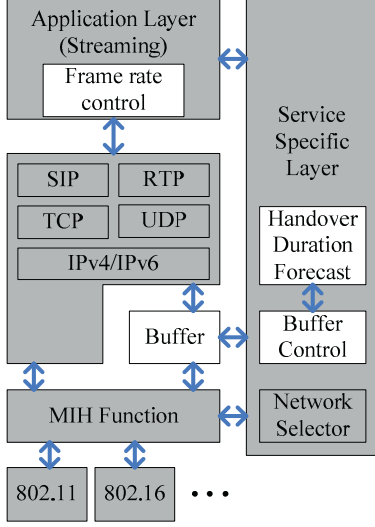 Application Layer
(Streaming)
Frame rate
control
Service
Specific
Layer
SIP
RTP
TCP
UDP
IPv4/IPv6
Handover
Duration
Forecast
Buffer
Buffer
Control
MIH Function
Network
Selector
802.11
802.16
...